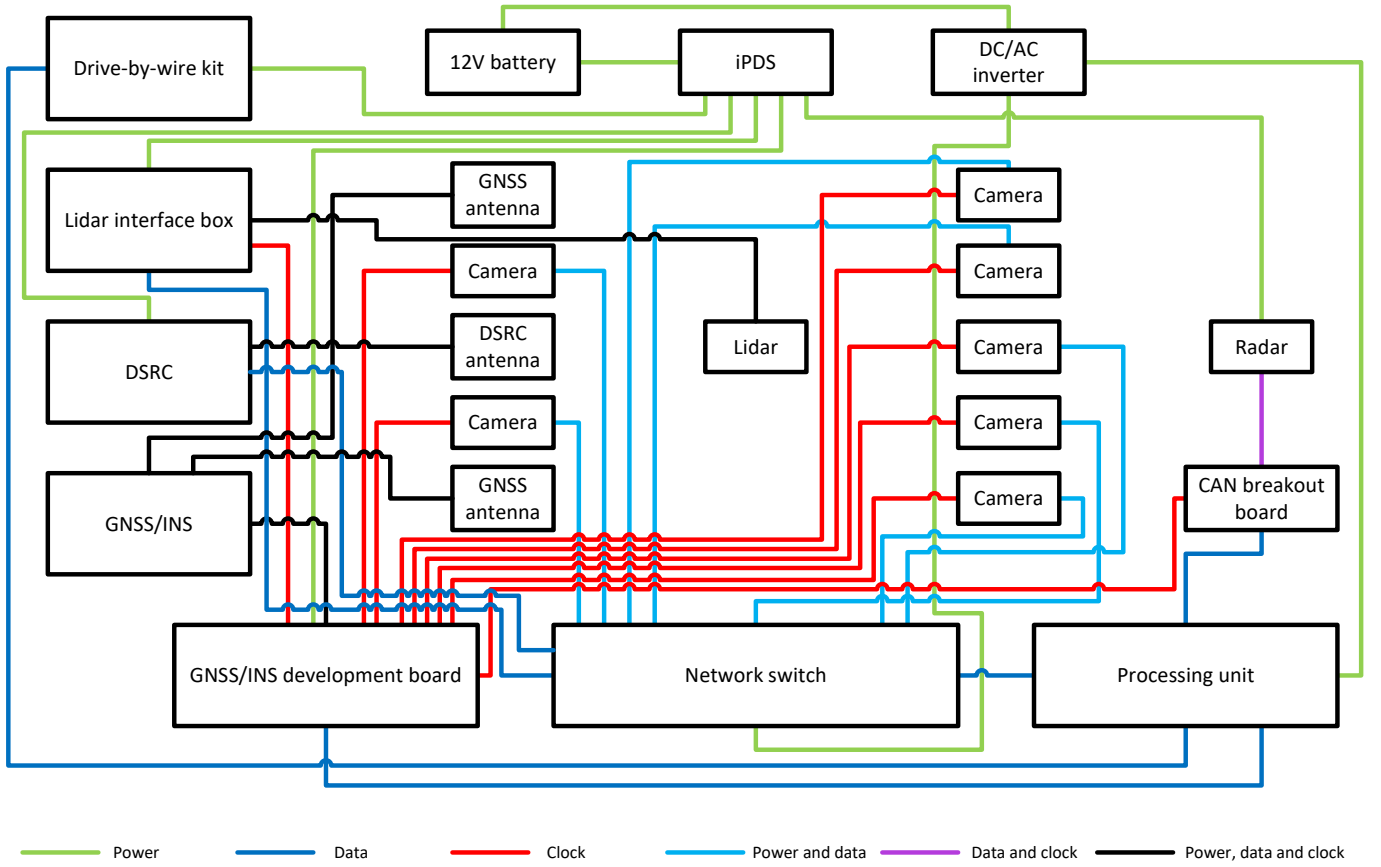 Drive-by-wire kit
12V battery
iPDS
DC/AC
inverter
Lidar interface box
GNSS
antenna
Camera
Camera
Camera
DSRC
DSRC
antenna
Lidar
Camera
Radar
Camera
Camera
GNSS/INS
GNSS
antenna
Camera
CAN breakout
board
GNSS/INS development board
Network switch
Processing unit
Power
Data
Clock
Power and data
Data and clock
Power, data and clock